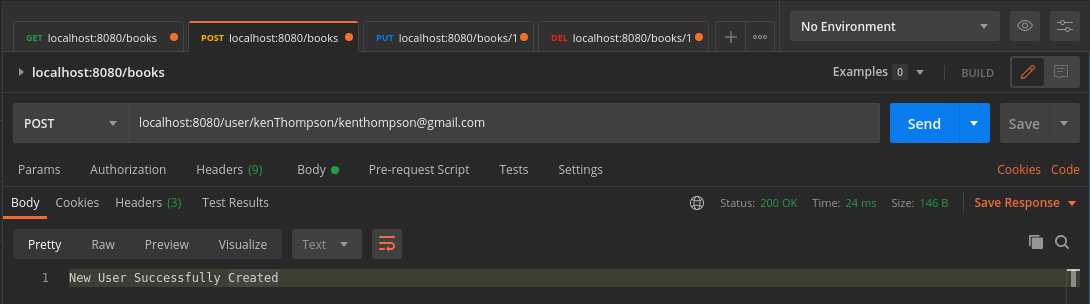 GET localhost:8080/books POST localhost:8080/books PUT localhost:8080/books/1 DEL localhost:8080/books/1 No Environment
localhost:8080/books Examples 0 BUILD
POST localhost:8080/user/kenThompson/kenthompson@gmail.com Send Save
Params Authorization Headers (9) Body Pre-request Script Tests Settings Cookies Code
Body Cookies Headers (3) Test Results Status: 200 OK Time: 24 ms Size: 146 B Save Response
Pretty Raw Preview Visualize Text
1 New User Successfully Created